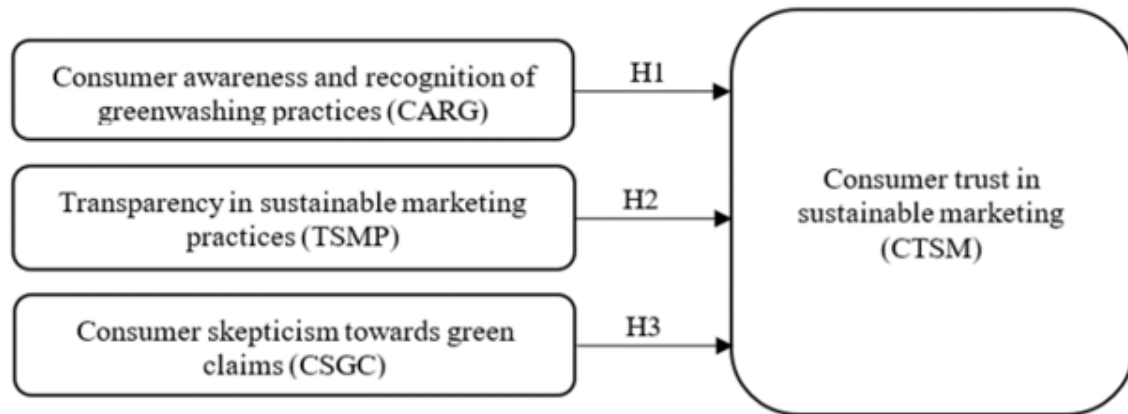 Consumer awareness and recognition of
greenwashing practices (CARG)
H1
Transparency in sustainable marketing
practices (TSMP)
H2
Consumer skepticism towards green
claims (CSGC)
H3
Consumer trust in
sustainable marketing
(CTSM)